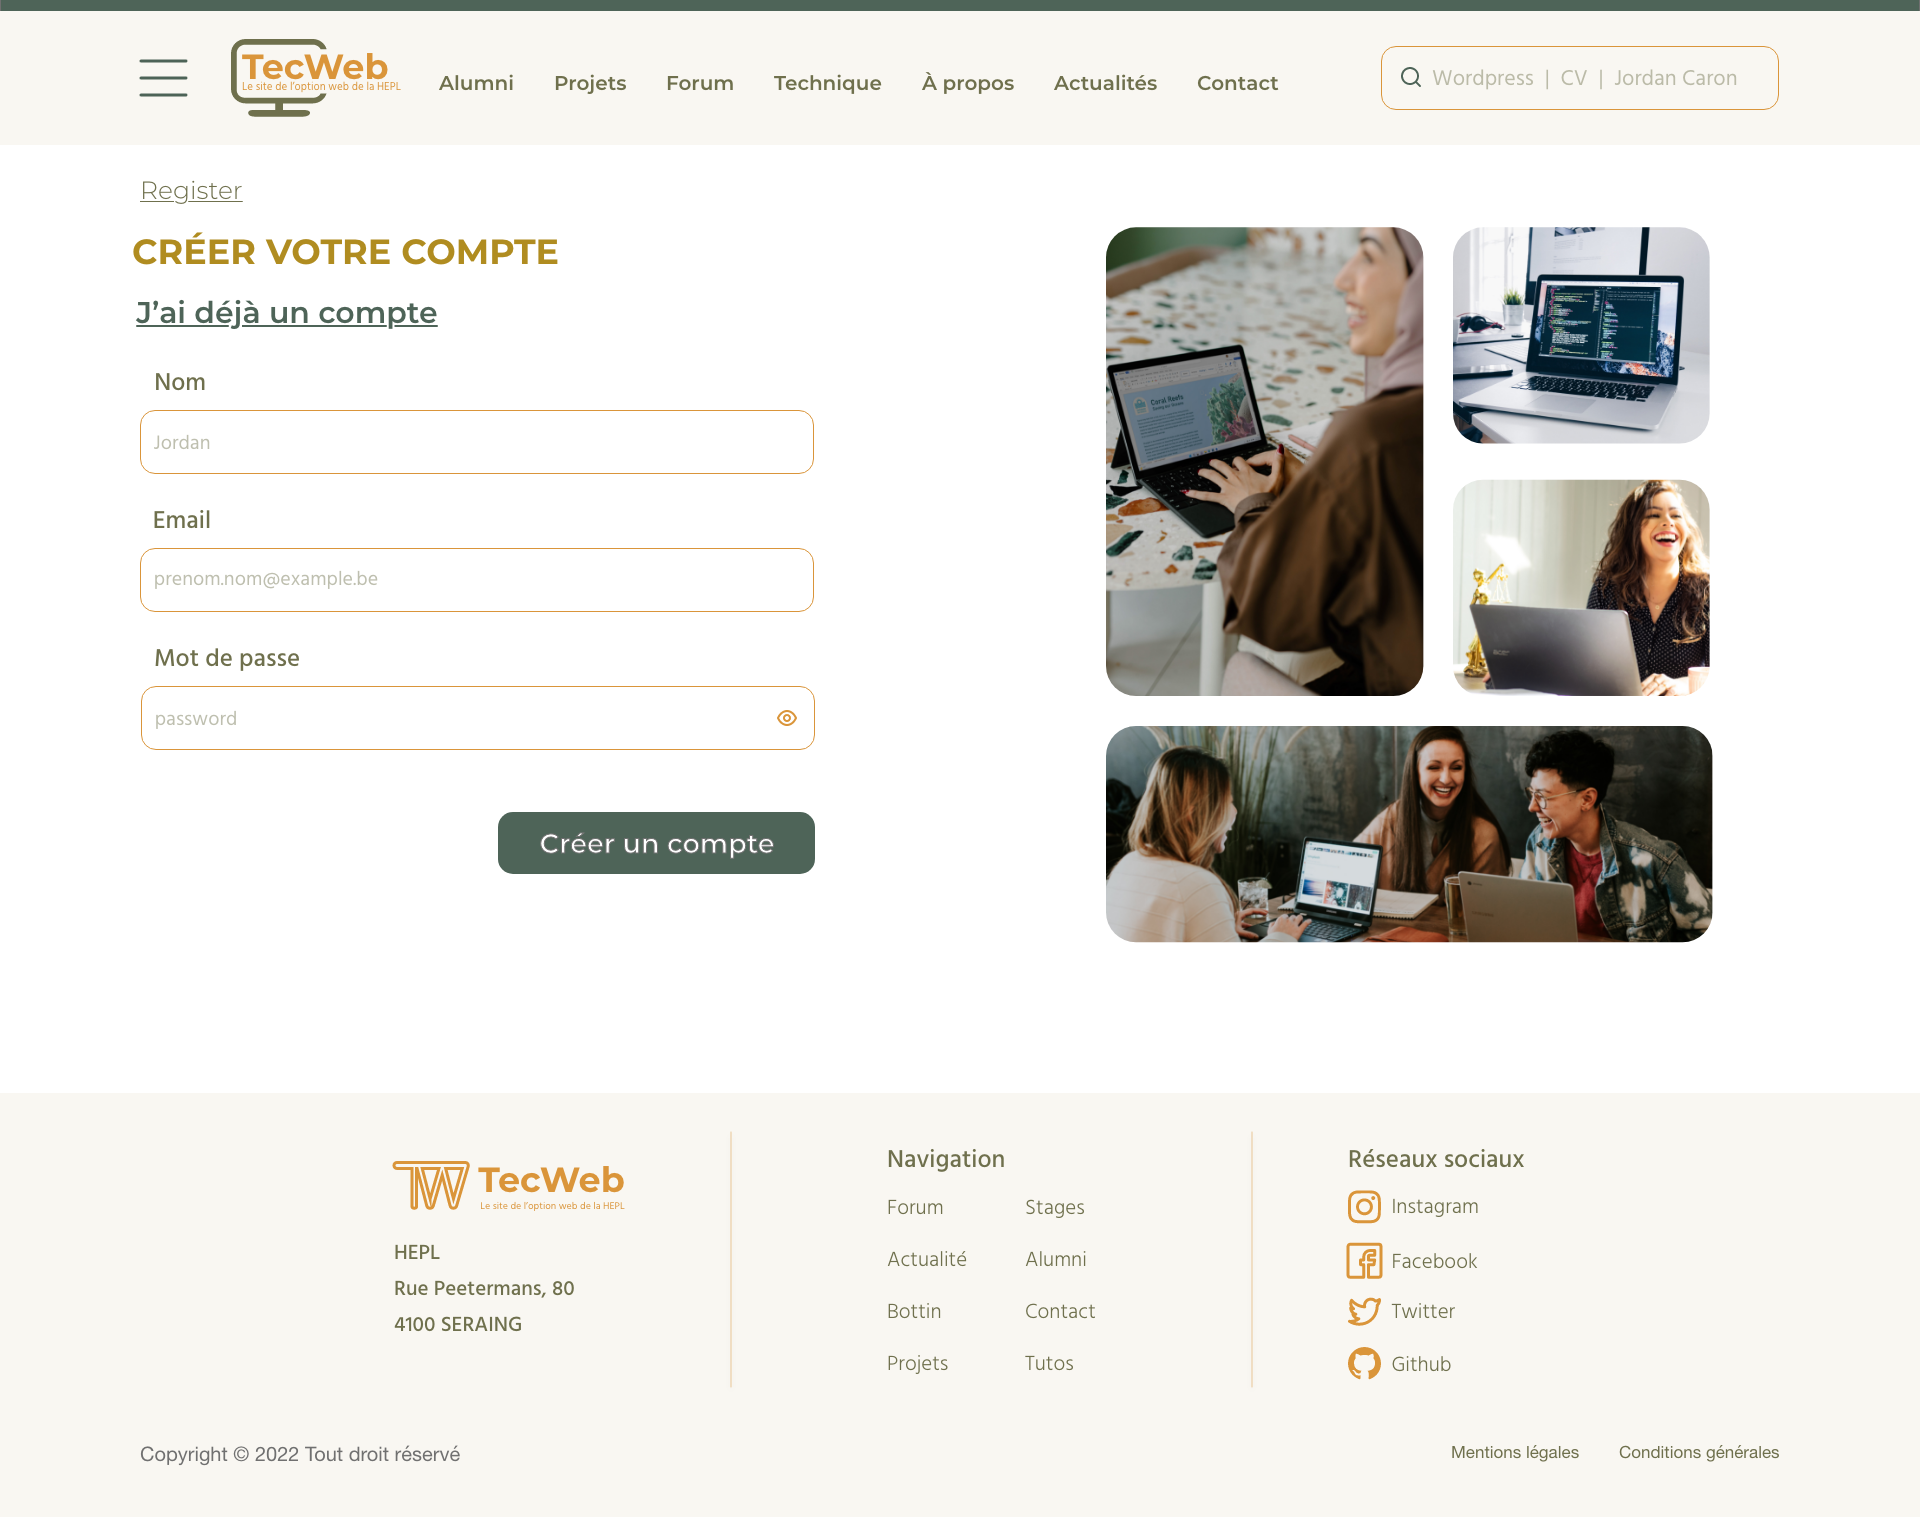 TecWeb
Le site de l'option web de la HEPL
Alumni
Projets
Forum
Technique
À propos
Actualités
Contact
Wordpress | CV | Jordan Caron
Register
CRÉER VOTRE COMPTE
J'ai déjà un compte
Nom
Jordan
Email
prenom.nom@example.be
Mot de passe
password
Créer un compte
Coral Reefs
TecWeb
Le site de l'option web de la HEPL
HEPL
Rue Peetermans, 80
4100 SERAING
Navigation
Forum
Stages
Actualité
Alumni
Bottin
Contact
Projets
Tutos
Réseaux sociaux
Instagram
Facebook
Twitter
Github
Copyright © 2022 Tout droit réservé
Mentions légales
Conditions générales